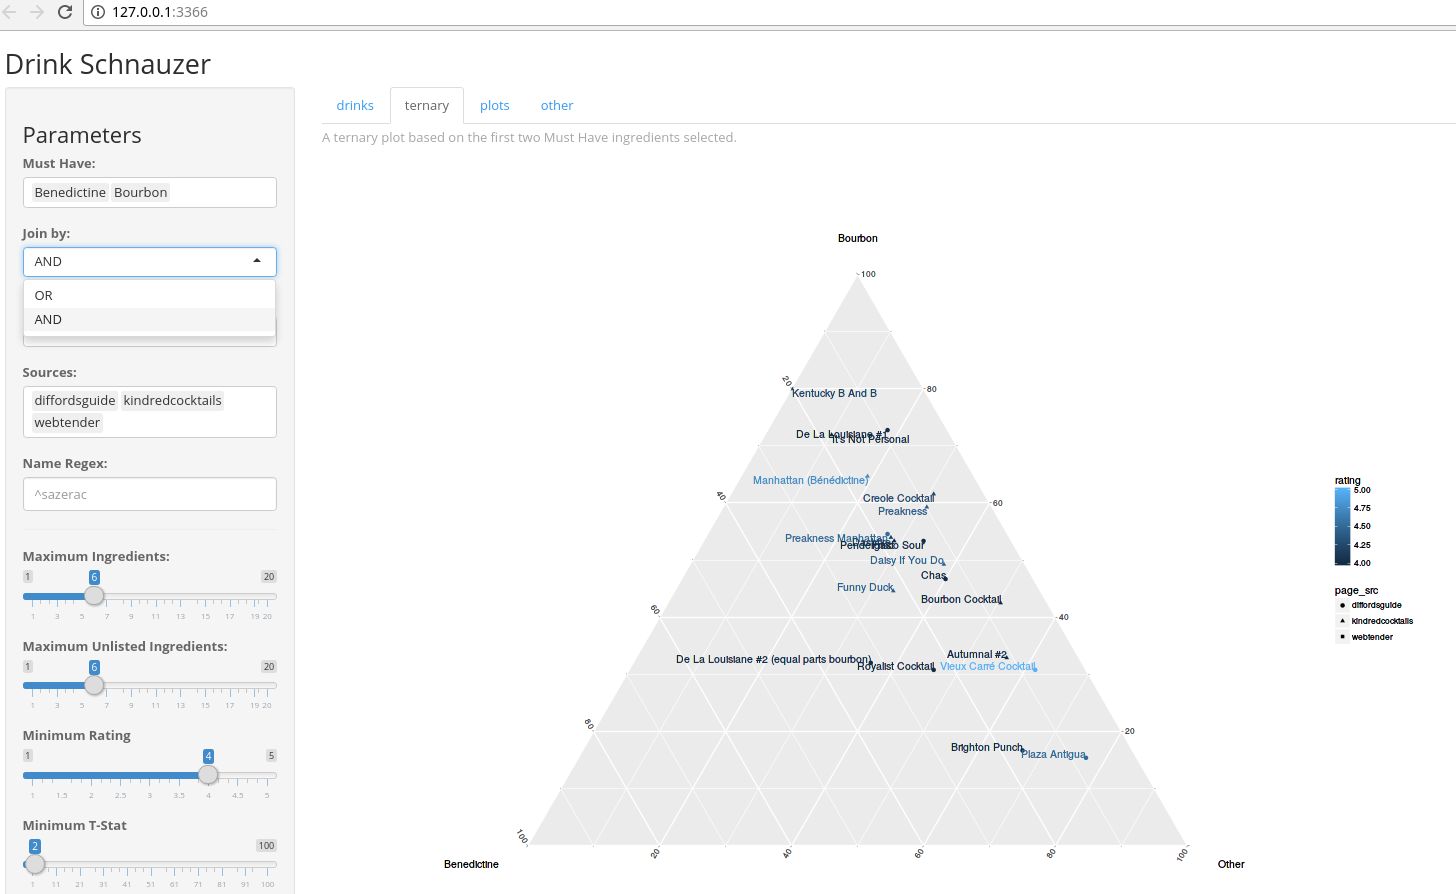 127.0.0.1:3366
Drink Schnauzer
Parameters
Must Have:
Benedictine Bourbon
Join by:
AND
OR
AND
Sources:
diffordsguide kindredcocktails
webtender
Name Regex:
^sazerac
Maximum Ingredients:
1 6 20
1 3 5 7 9 11 13 15 17 19 20
Maximum Unlisted Ingredients:
1 6 20
1 3 5 7 9 11 13 15 17 19 20
Minimum Rating
1 4 5
1 1.5 2 2.5 3 3.5 4 4.5 5
Minimum T-Stat
2 100
1 11 21 31 41 51 61 71 81 91 100
drinks ternary plots other
A ternary plot based on the first two Must Have ingredients selected.
Bourbon
100
20
80
Kentucky B And B
De La Louisiane #1
It's Not Personal
Manhattan (Bénédictine)
40
Creole Cocktail
60
Preakness
Preakness Manhattan
Pendergast
Sour
Daisy If You Do
Chas
Funny Duck
Bourbon Cocktail
60
40
De La Louisiane #2 (equal parts bourbon)
Autumnal #2
Royalist Cocktail
Vieux Carré Cocktail
80
20
Brighton Punch
Plaza Antigua
100
20 40 60 80 100
Benedictine
Other
rating
5.00
4.75
4.50
4.25
4.00
page_src
diffordsguide
kindredcocktails
webtender